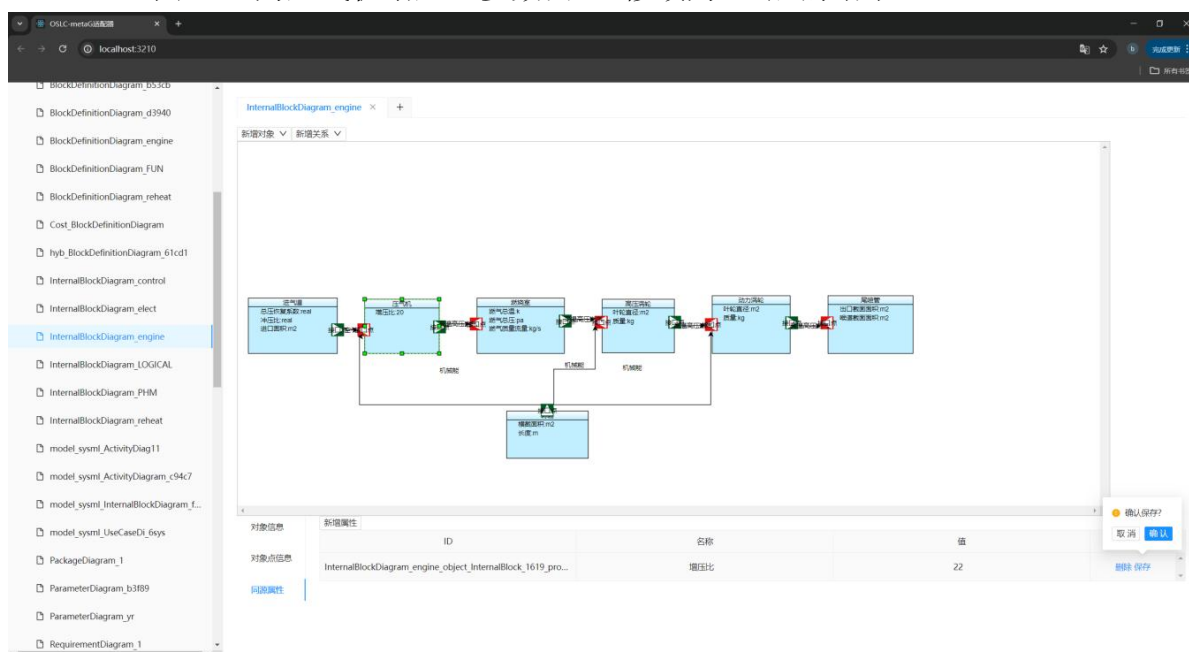 OSLC-metaG适配器
localhost:3210
完成更新
所有书签
BlockDefinitionDiagram_b53cb
BlockDefinitionDiagram_d3940
BlockDefinitionDiagram_engine
BlockDefinitionDiagram_FUN
BlockDefinitionDiagram_reheat
Cost_BlockDefinitionDiagram
hyb_BlockDefinitionDiagram_61cd1
InternalBlockDiagram_control
InternalBlockDiagram_elect
InternalBlockDiagram_engine
InternalBlockDiagram_LOGICAL
InternalBlockDiagram_PHM
InternalBlockDiagram_reheat
model_sysml_ActivityDiag11
model_sysml_ActivityDiagram_c94c7
model_sysml_InternalBlockDiagram_f...
model_sysml_UseCaseDi_6sys
PackageDiagram_1
ParameterDiagram_b3f89
ParameterDiagram_yr
RequirementDiagram_1
InternalBlockDiagram_engine
新增对象 新增关系
进气道
总压恢复系数:real
冲压比:real
进口面积:m2
压气机
增压比:20
燃烧室
燃气总温:k
燃气总压:pa
燃气质量流量:kg/s
高压涡轮
叶轮直径:m2
质量:kg
动力涡轮
叶轮直径:m2
质量:kg
尾喷管
出口截面面积:m2
喉道截面面积:m2
机械能
机械能
机械能
横截面积:m2
长度:m
对象信息
对象点信息
同源属性
新增属性
ID 名称 值
InternalBlockDiagram_engine_object_InternalBlock_1619_pro... 增压比 22 删除 保存
确认保存?
取消 确认